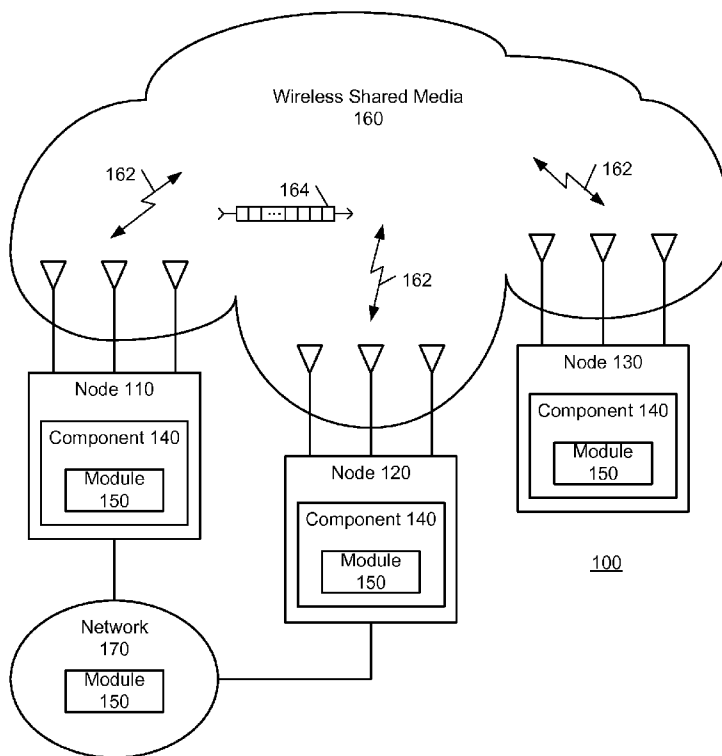 Wireless Shared Media
160
162
164
162
162
Node 110
Component 140
Module
150
Node 120
Component 140
Module
150
Node 130
Component 140
Module
150
100
Network
170
Module
150